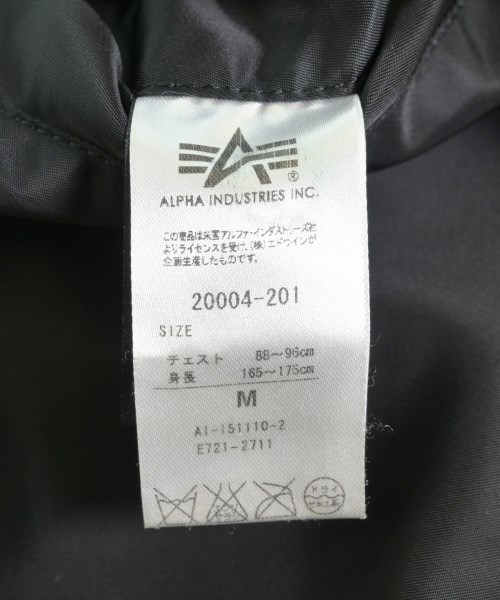 ALPHA INDUSTRIES INC.
この商品は米国アルファ・インダストリーズ社
よりライセンスを受け、(株)エドウインが
企画生産したものです。
20004-201
SIZE
チェスト 88〜96cm
身長 165〜175cm
M
AI-151110-2
E721-2711
ドライ